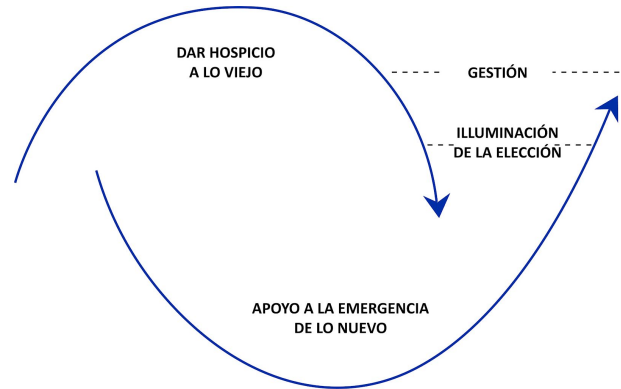 DAR HOSPICIO
A LO VIEJO
GESTIÓN
ILLUMINACIÓN
DE LA ELECCIÓN
APOYO A LA EMERGENCIA
DE LO NUEVO